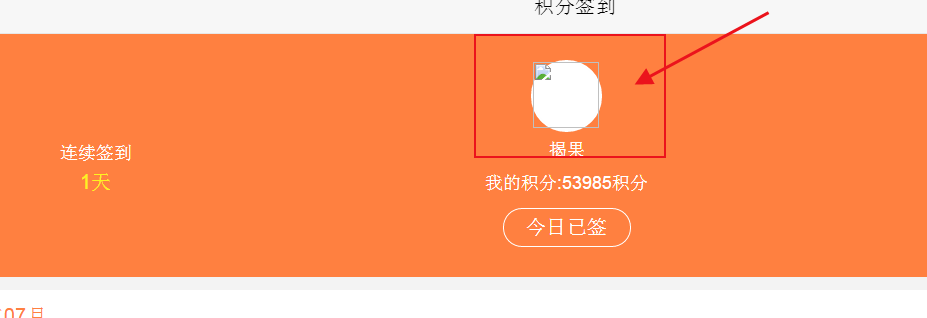 积分签到
揭果
连续签到
1天
我的积分:53985积分
今日已签
07月